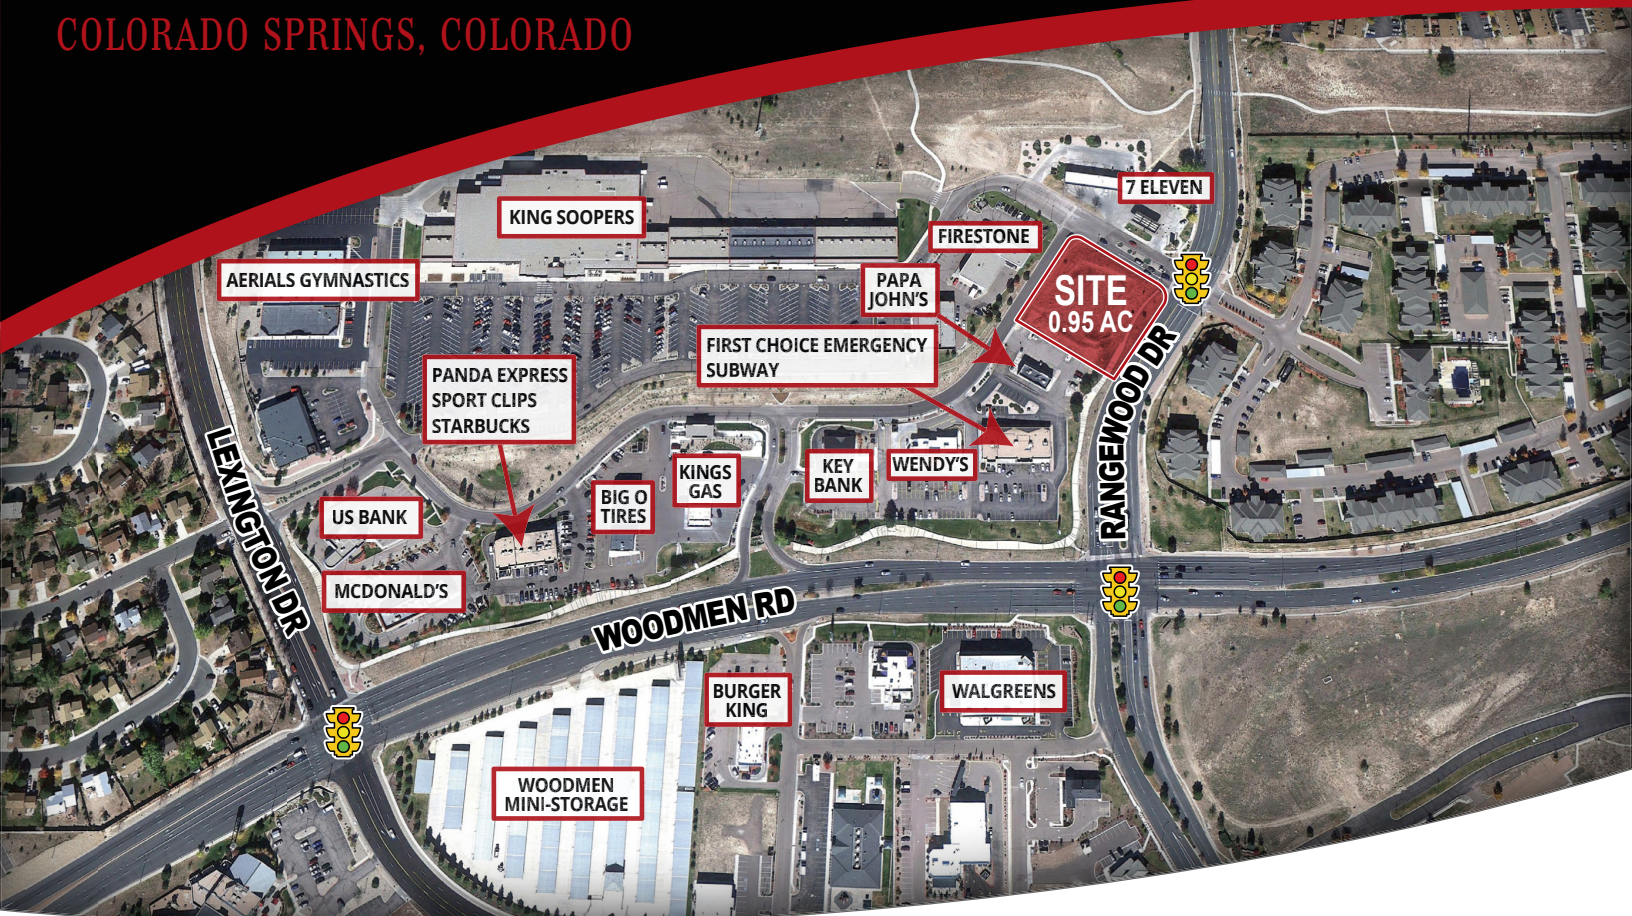 COLORADO SPRINGS, COLORADO
7 ELEVEN
KING SOOPERS
FIRESTONE
AERIALS GYMNASTICS
PAPA
JOHN'S
SITE
0.95 AC
FIRST CHOICE EMERGENCY
SUBWAY
PANDA EXPRESS
SPORT CLIPS
STARBUCKS
RANGEWOOD DR
LEXINGTON DR
KINGS
GAS
KEY
BANK
WENDY'S
BIG O
TIRES
US BANK
MCDONALD'S
WOODMEN RD
BURGER
KING
WALGREENS
WOODMEN
MINI-STORAGE